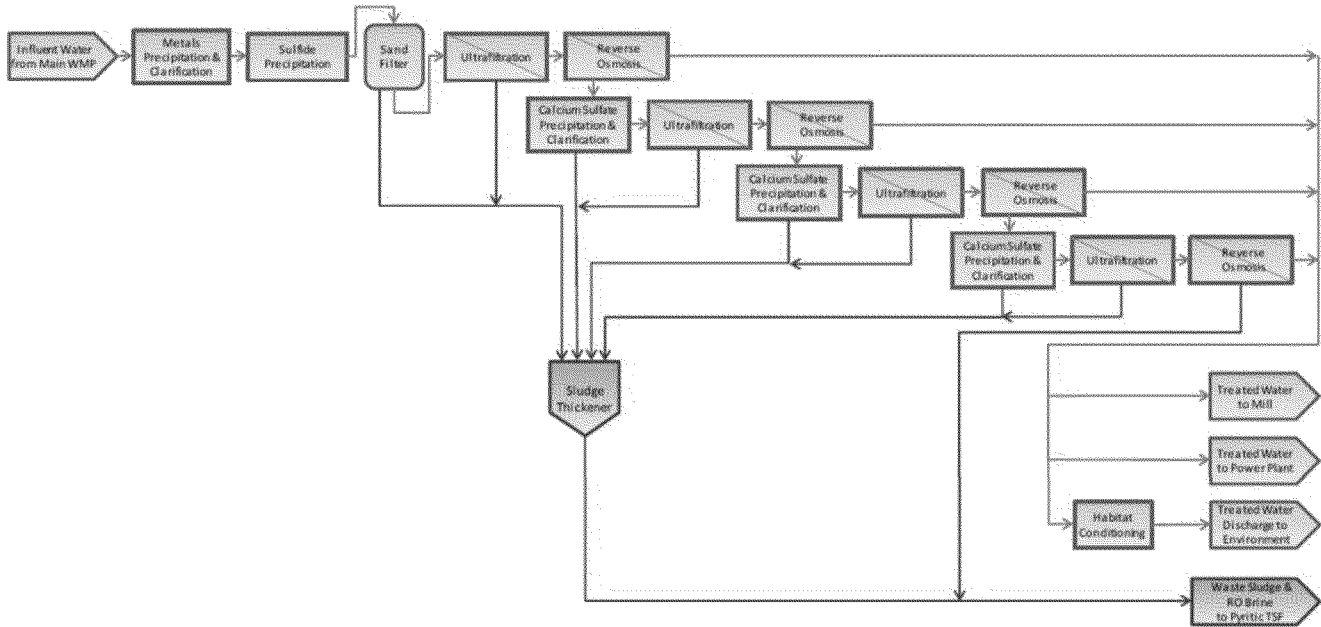 Influent Water
from Main WMP
Metals
Precipitation &
Clarification
Sulfide
Precipitation
Sand
Filter
Ultrafiltration
Reverse
Osmosis
Calcium Sulfate
Precipitation &
Clarification
Ultrafiltration
Reverse
Osmosis
Calcium Sulfate
Precipitation &
Clarification
Ultrafiltration
Reverse
Osmosis
Calcium Sulfate
Precipitation &
Clarification
Ultrafiltration
Reverse
Osmosis
Sludge
Thickener
Treated Water
to Mill
Treated Water
to Power Plant
Habitat
Conditioning
Treated Water
Discharge to
Environment
Waste Sludge &
RO Brine
to Pyritic TSF